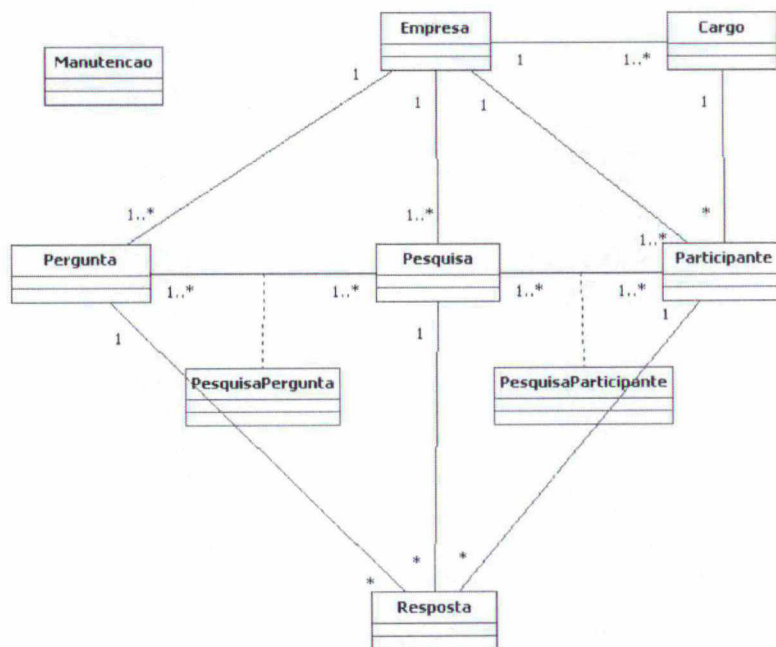 Empresa
Cargo
Manutencao
1
1..*
1
1
1
1
1..*
1..*
1..*
*
Pergunta
Pesquisa
Participante
1..*
1..*
1..*
1..*
1
1
1
PesquisaPergunta
PesquisaParticipante
*
*
*
Resposta